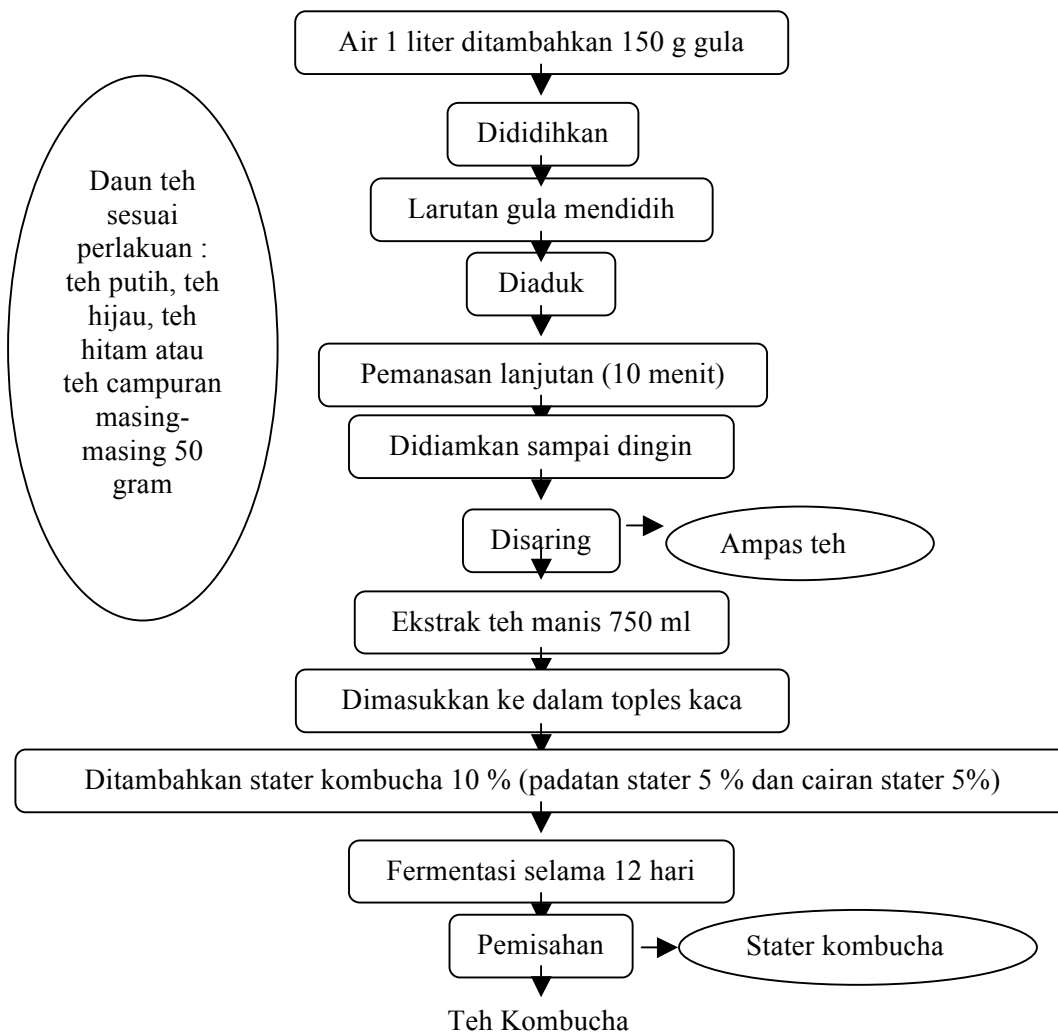 Air 1 liter ditambahkan 150 g gula
Dididihkan
Daun teh
sesuai
perlakuan :
teh putih, teh
hijau, teh
hitam atau
teh campuran
masing-
masing 50
gram
Larutan gula mendidih
Diaduk
Pemanasan lanjutan (10 menit)
Didiamkan sampai dingin
Disaring
Ampas teh
Ekstrak teh manis 750 ml
Dimasukkan ke dalam toples kaca
Ditambahkan stater kombucha 10 % (padatan stater 5 % dan cairan stater 5%)
Fermentasi selama 12 hari
Pemisahan
Stater kombucha
Teh Kombucha